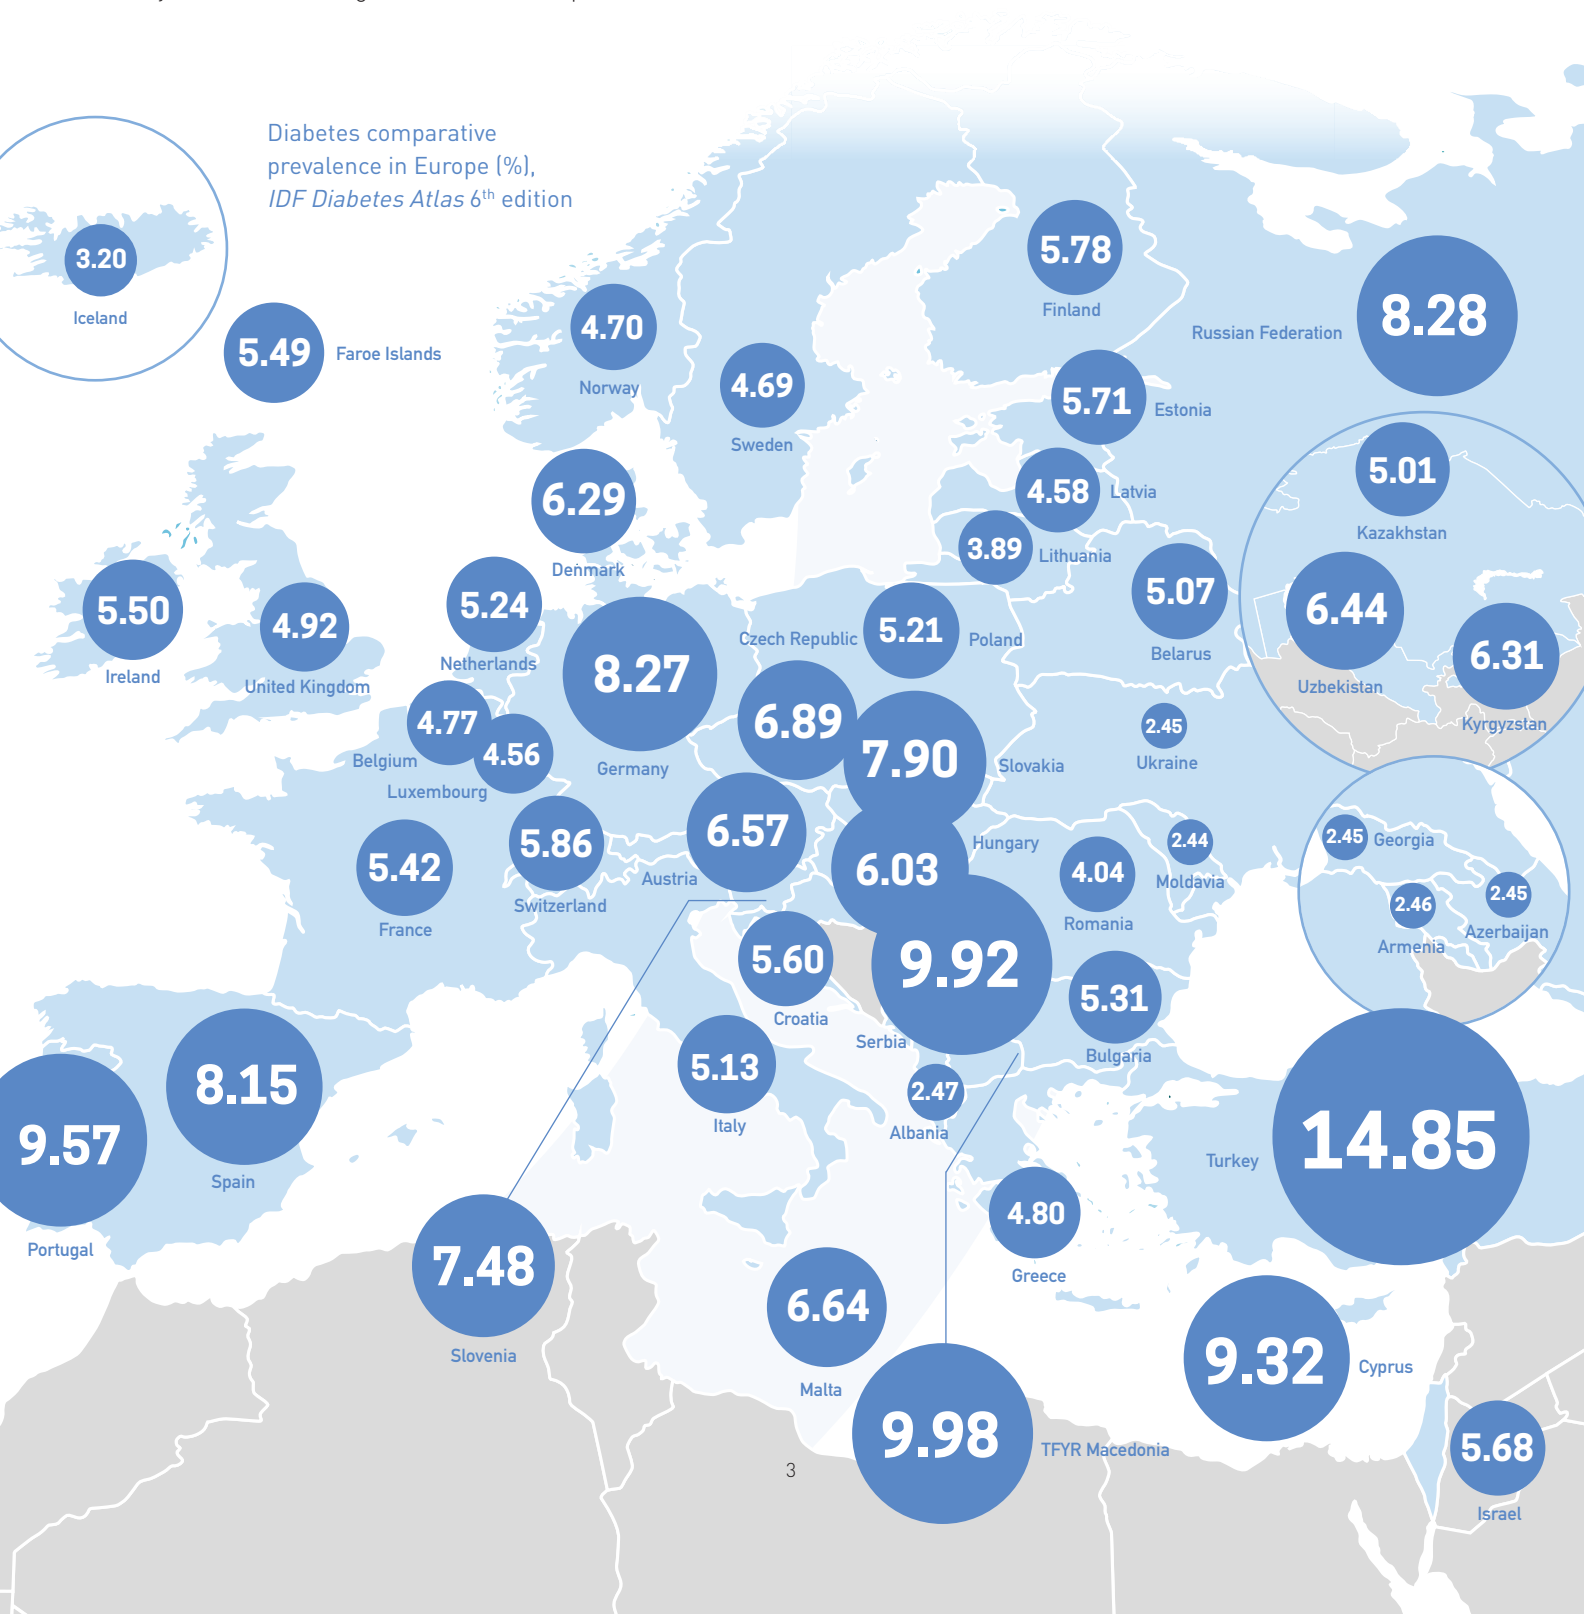 Diabetes comparative
prevalence in Europe (%),
IDF Diabetes Atlas 6th edition
3.20
Iceland
5.49
Faroe Islands
4.70
Norway
4.69
Sweden
5.78
Finland
8.28
Russian Federation
5.71
Estonia
4.58
Latvia
3.89
Lithuania
6.29
Denmark
5.50
Ireland
4.92
United Kingdom
5.24
Netherlands
8.27
Germany
Czech Republic
6.89
5.21
Poland
5.07
Belarus
5.01
Kazakhstan
6.44
Uzbekistan
6.31
Kyrgyzstan
4.77
Belgium
4.56
Luxembourg
7.90
Slovakia
2.45
Ukraine
5.42
France
5.86
Switzerland
6.57
Austria
6.03
Hungary
4.04
Romania
2.44
Moldavia
2.45
Georgia
2.46
Armenia
2.45
Azerbaijan
5.60
Croatia
9.92
Serbia
5.31
Bulgaria
9.57
Portugal
8.15
Spain
5.13
Italy
2.47
Albania
14.85
Turkey
7.48
Slovenia
6.64
Malta
4.80
Greece
9.98
TFYR Macedonia
9.32
Cyprus
5.68
Israel
3